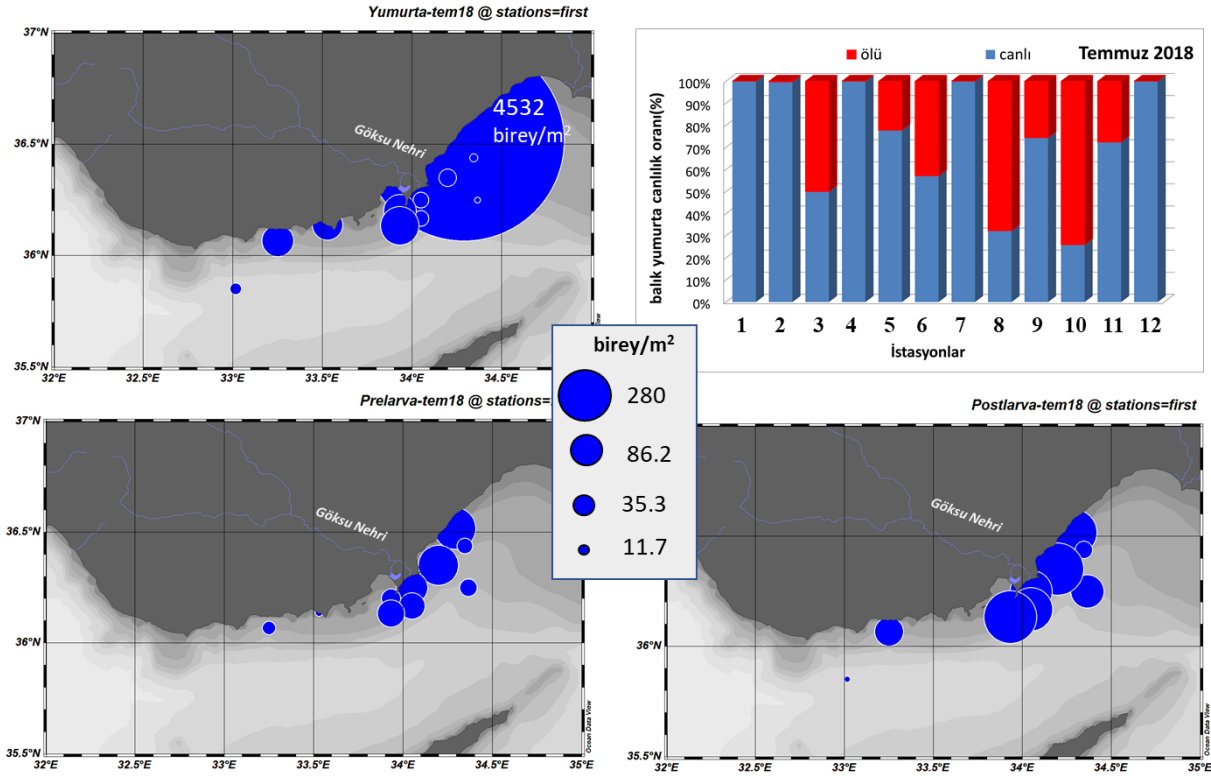 Yumurta-tem18 @ stations=first
37°N
36.5°N
36°N
35.5°N
32°E
32.5°E
33°E
33.5°E
34°E
34.5°E
Göksu Nehri
4532
birey/m²
ölü
canlı
Temmuz 2018
balık yumurta canlılık oranı(%)
100%
90%
80%
70%
60%
50%
40%
30%
20%
10%
0%
1 2 3 4 5 6 7 8 9 10 11 12
İstasyonlar
birey/m²
280
86.2
35.3
11.7
Prelarva-tem18 @ stations=
37°N
36.5°N
36°N
35.5°N
32°E
32.5°E
33°E
33.5°E
34°E
34.5°E
35°E
Göksu Nehri
Ocean Data View
Postlarva-tem18 @ stations=first
36°N
35.5°N
32°E
32.5°E
33°E
33.5°E
34°E
34.5°E
35°E
Göksu Nehri
Ocean Data View